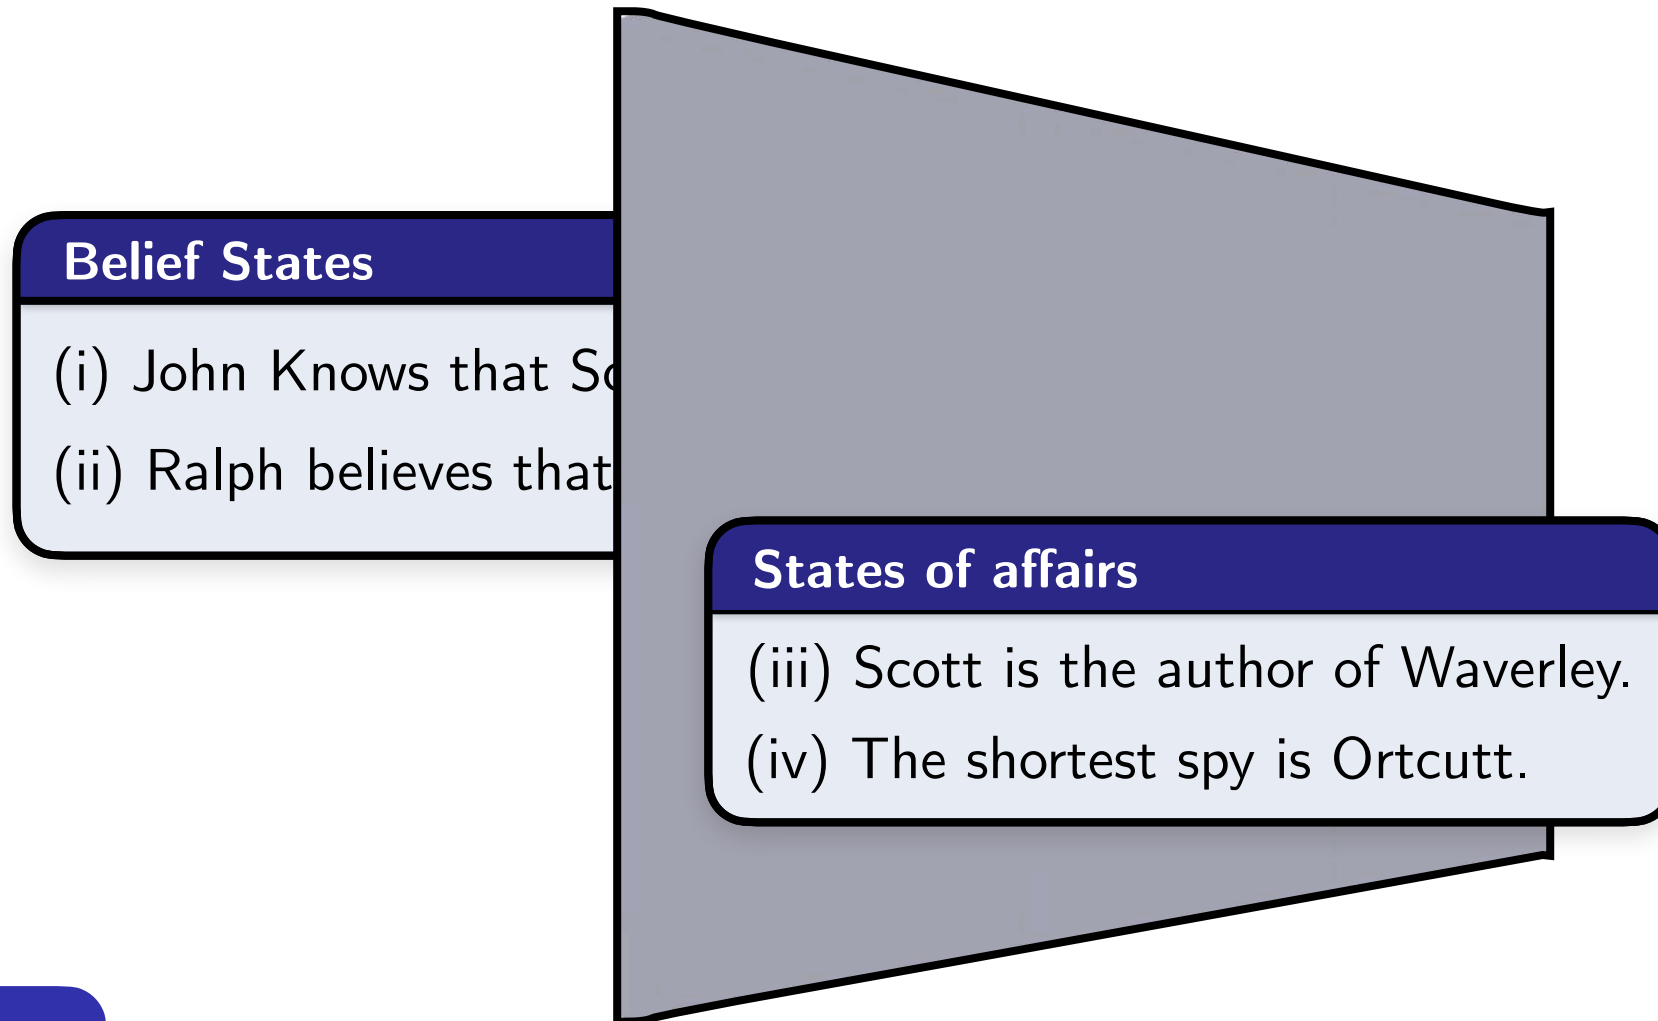 Belief States
(i) John Knows that
(ii) Ralph believes that
States of affairs
(iii) Scott is the author of Waverley.
(iv) The shortest spy is Ortcutt.